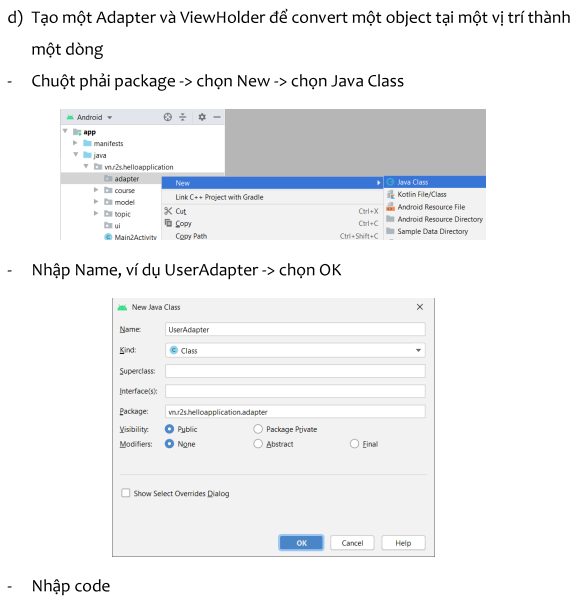 d) Tạo một Adapter và ViewHolder để convert một object tại một vị trí thành
một dòng
- Chuột phải package -> chọn New -> chọn Java Class
Android
app
manifests
java
vn.r2s.helloapplication
adapter
New
Java Class
Link C++ Project with Gradle
Kotlin File/Class
course
model
Cut Ctrl+X
Android Resource File
topic
Copy Ctrl+C
Android Resource Directory
ui
Main2Activity
Copy Path Ctrl+Shift+C
Sample Data Directory
- Nhập Name, ví dụ UserAdapter -> chọn OK
New Java Class
Name: UserAdapter
Kind: Class
Superclass:
Interface(s):
Package: vn.r2s.helloapplication.adapter
Visibility: Public Package Private
Modifiers: None Abstract Final
Show Select Overrides Dialog
OK Cancel Help
- Nhập code